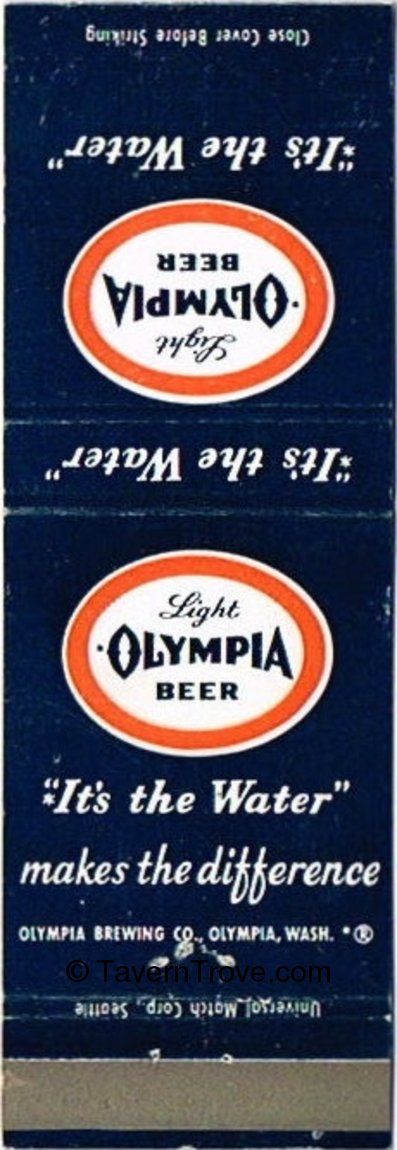 Close Cover Before Striking
*"It's the Water"
Light
·OLYMPIA
BEER
*"It's the Water"
Light
·OLYMPIA
BEER
*"It's the Water"
makes the difference
OLYMPIA BREWING CO., OLYMPIA, WASH. *®
© TavernTrove.com
Universal Match Corp., Seattle